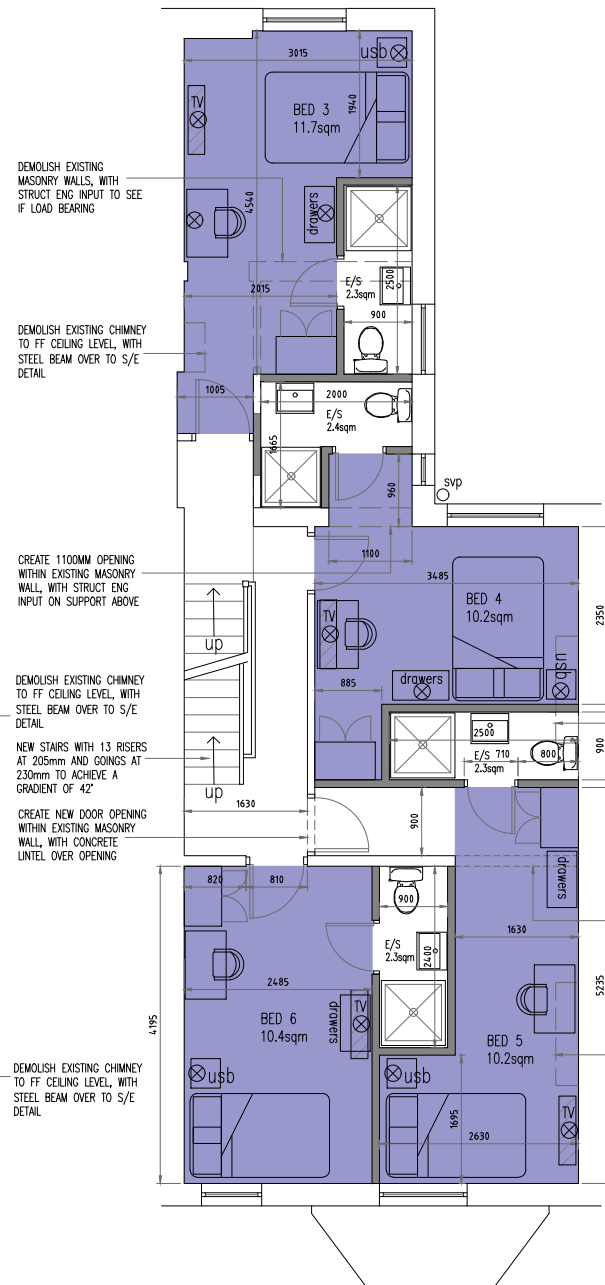 3015
usb
TV
BED 3
11.7sqm
1940
DEMOLISH EXISTING
MASONRY WALLS, WITH
STRUCT ENG INPUT TO SEE
IF LOAD BEARING
4540
drawers
E/S
2.3sqm
2500
2015
900
DEMOLISH EXISTING CHIMNEY
TO FF CEILING LEVEL, WITH
STEEL BEAM OVER TO S/E
DETAIL
1005
2000
E/S
2.4sqm
1665
960
svp
1100
CREATE 1100MM OPENING
WITHIN EXISTING MASONRY
WALL, WITH STRUCT ENG
INPUT ON SUPPORT ABOVE
3485
BED 4
10.2sqm
TV
2350
up
usb
drawers
885
DEMOLISH EXISTING CHIMNEY
TO FF CEILING LEVEL, WITH
STEEL BEAM OVER TO S/E
DETAIL
2500
E/S
2.3sqm
710
800
900
NEW STAIRS WITH 13 RISERS
AT 205mm AND GOINGS AT
230mm TO ACHIEVE A
GRADIENT OF 42°
up
1630
900
CREATE NEW DOOR OPENING
WITHIN EXISTING MASONRY
WALL, WITH CONCRETE
LINTEL OVER OPENING
drawers
820
810
900
1630
E/S
2.3sqm
2400
5235
2485
4195
BED 6
10.4sqm
drawers
TV
BED 5
10.2sqm
DEMOLISH EXISTING CHIMNEY
TO FF CEILING LEVEL, WITH
STEEL BEAM OVER TO S/E
DETAIL
usb
usb
1695
TV
2630